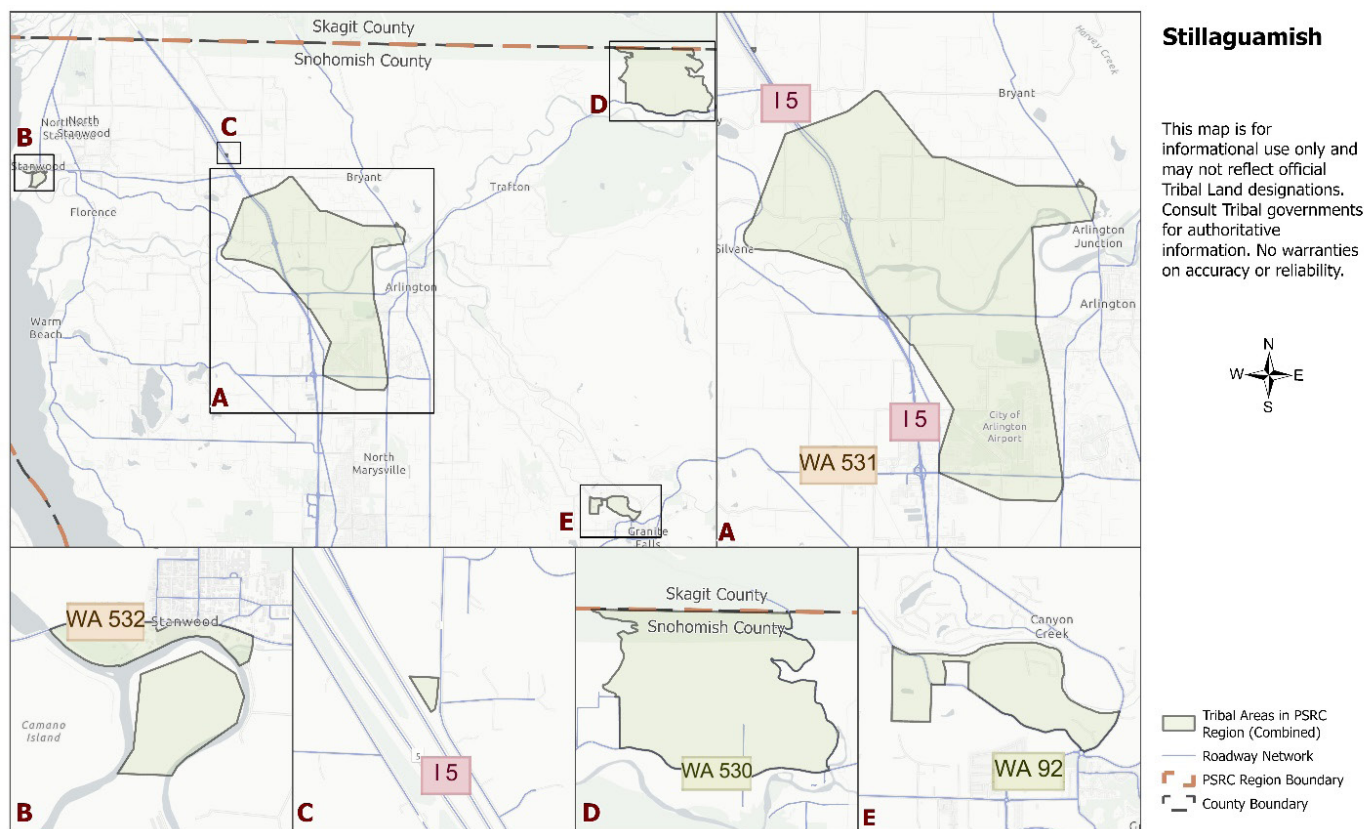 Skagit County
Snohomish County
D
B
North
Stanwood
Stanwood
C
Bryant
Trafton
Florence
Arlington
Warm
Beach
A
North
Marysville
E
Granite
Falls
I 5
Harvey Creek
Bryant
Silvana
Arlington
Junction
Arlington
City of
Arlington
Airport
I 5
WA 531
A
WA 532
Stanwood
Camano
Island
B
5
I 5
C
Skagit County
Snohomish County
WA 530
D
Canyon
Creek
WA 92
E
Stillaguamish
This map is for
informational use only and
may not reflect official
Tribal Land designations.
Consult Tribal governments
for authoritative
information. No warranties
on accuracy or reliability.
N
W E
S
Tribal Areas in PSRC
Region (Combined)
Roadway Network
PSRC Region Boundary
County Boundary